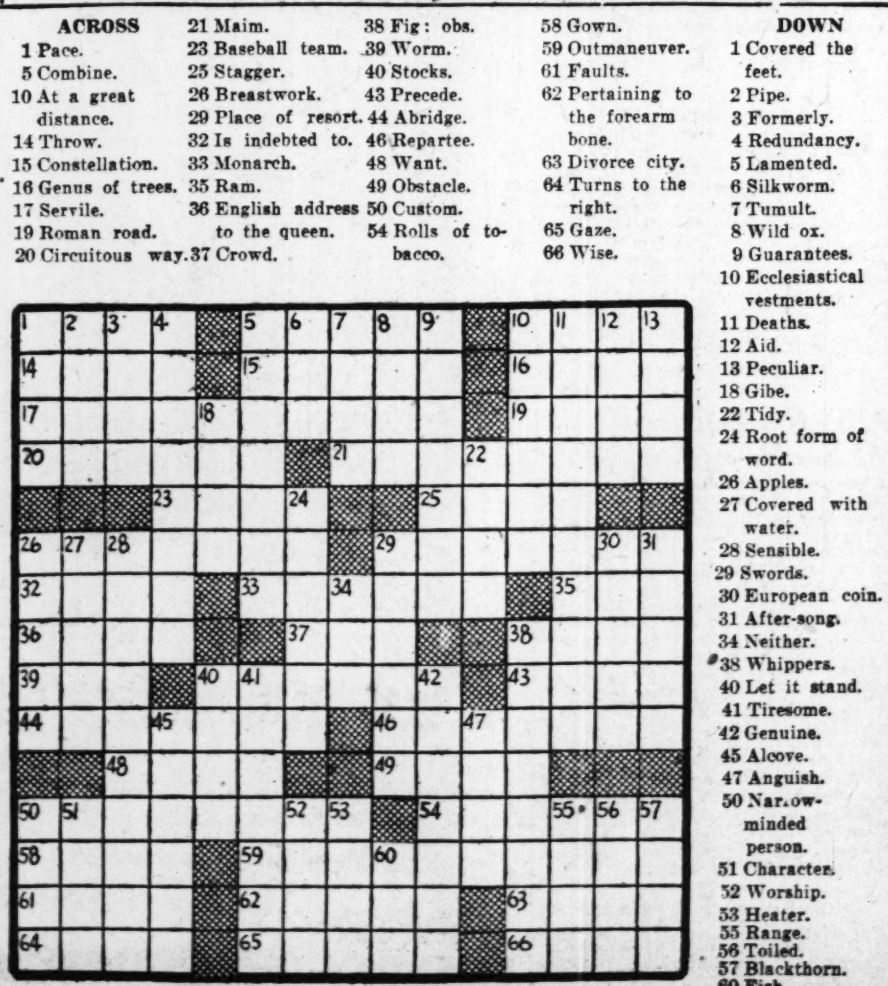 ACROSS
1 Pace.
5 Combine.
10 At a great
distance.
14 Throw.
15 Constellation.
16 Genus of trees.
17 Servile.
19 Roman road.
20 Circuitous way.
21 Maim.
23 Baseball team.
25 Stagger.
26 Breastwork.
29 Place of resort.
32 Is indebted to.
33 Monarch.
35 Ram.
36 English address
to the queen.
37 Crowd.
38 Fig: obs.
39 Worm.
40 Stocks.
43 Precede.
44 Abridge.
46 Repartee.
48 Want.
49 Obstacle.
50 Custom.
54 Rolls of to-
bacco.
58 Gown.
59 Outmaneuver.
61 Faults.
62 Pertaining to
the forearm
bone.
63 Divorce city.
64 Turns to the
right.
65 Gaze.
66 Wise.
DOWN
1 Covered the
feet.
2 Pipe.
3 Formerly.
4 Redundancy.
5 Lamented.
6 Silkworm.
7 Tumult.
8 Wild ox.
9 Guarantees.
10 Ecclesiastical
vestments.
11 Deaths.
12 Aid.
13 Peculiar.
18 Gibe.
22 Tidy.
24 Root form of
word.
26 Apples.
27 Covered with
water.
28 Sensible.
29 Swords.
30 European coin.
31 After-song.
34 Neither.
38 Whippers.
40 Let it stand.
41 Tiresome.
42 Genuine.
45 Alcove.
47 Anguish.
50 Narrow-
minded
person.
51 Character.
52 Worship.
53 Heater.
55 Range.
56 Toiled.
57 Blackthorn.
60 Fish.
1 2 3 4 5 6 7 8 9 10 11 12 13
14 15 16
17 18 19
20 21 22
23 24 25
26 27 28 29 30 31
32 33 34 35
36 37 38
39 40 41 42 43
44 45 46 47
48 49
50 51 52 53 54 55 56 57
58 59 60
61 62 63
64 65 66